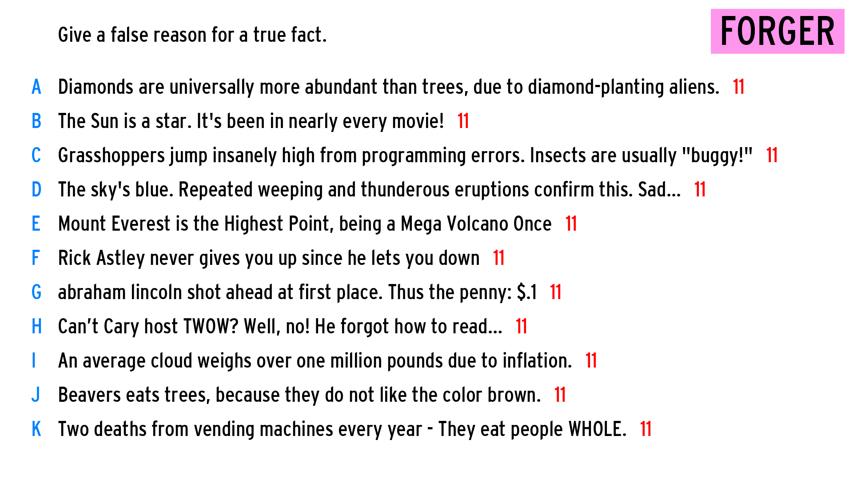 Give a false reason for a true fact.
FORGER
A Diamonds are universally more abundant than trees, due to diamond-planting aliens. 11
B The Sun is a star. It's been in nearly every movie! 11
C Grasshoppers jump insanely high from programming errors. Insects are usually "buggy!" 11
D The sky's blue. Repeated weeping and thunderous eruptions confirm this. Sad... 11
E Mount Everest is the Highest Point, being a Mega Volcano Once 11
F Rick Astley never gives you up since he lets you down 11
G abraham lincoln shot ahead at first place. Thus the penny: $.1 11
H Can’t Cary host TWOW? Well, no! He forgot how to read... 11
I An average cloud weighs over one million pounds due to inflation. 11
J Beavers eats trees, because they do not like the color brown. 11
K Two deaths from vending machines every year - They eat people WHOLE. 11